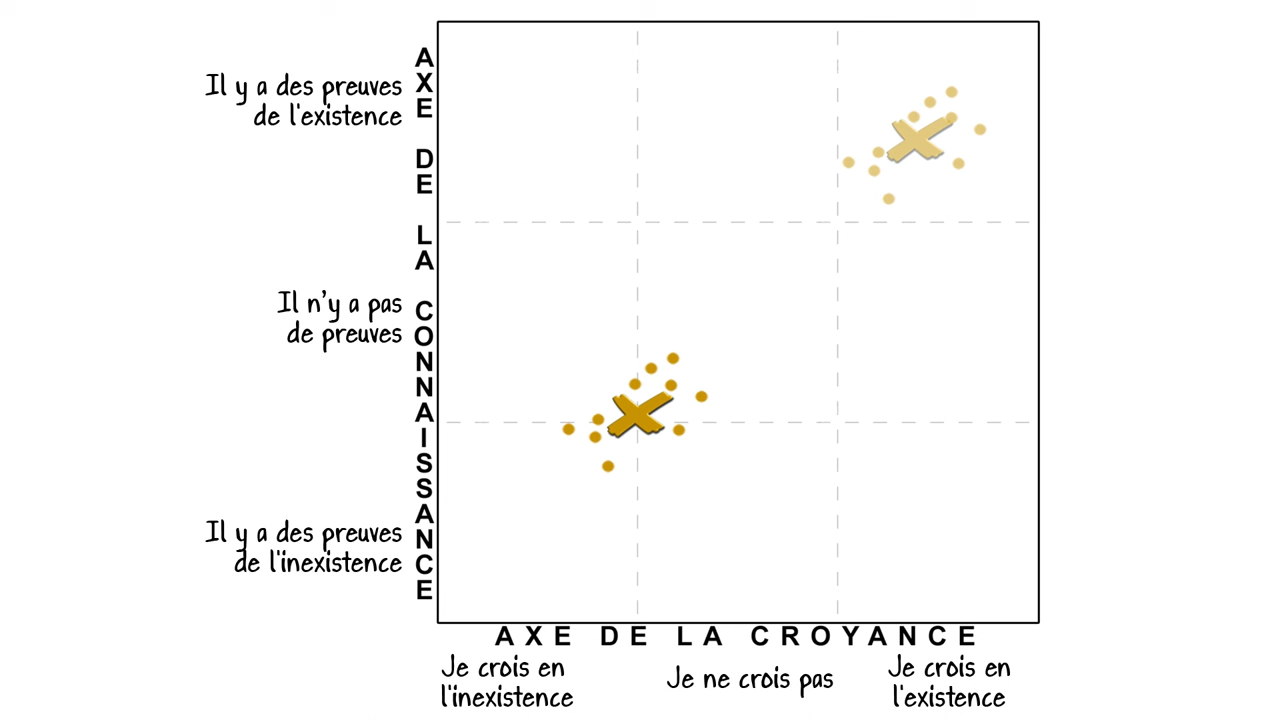 AXE DE LA CONNAISSANCE
Il y a des preuves
de l'existence
Il n'y a pas
de preuves
Il y a des preuves
de l'inexistence
AXE DE LA CROYANCE
Je crois en
l'inexistence
Je ne crois pas
Je crois en
l'existence